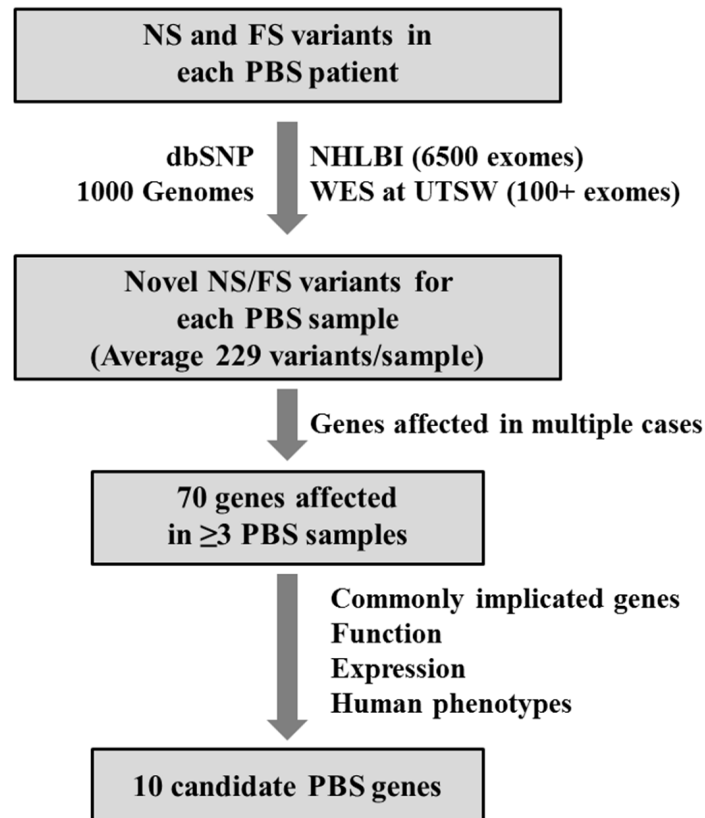 NS and FS variants in
each PBS patient
dbSNP
1000 Genomes
NHLBI (6500 exomes)
WES at UTSW (100+ exomes)
Novel NS/FS variants for
each PBS sample
(Average 229 variants/sample)
Genes affected in multiple cases
70 genes affected
in ≥3 PBS samples
Commonly implicated genes
Function
Expression
Human phenotypes
10 candidate PBS genes